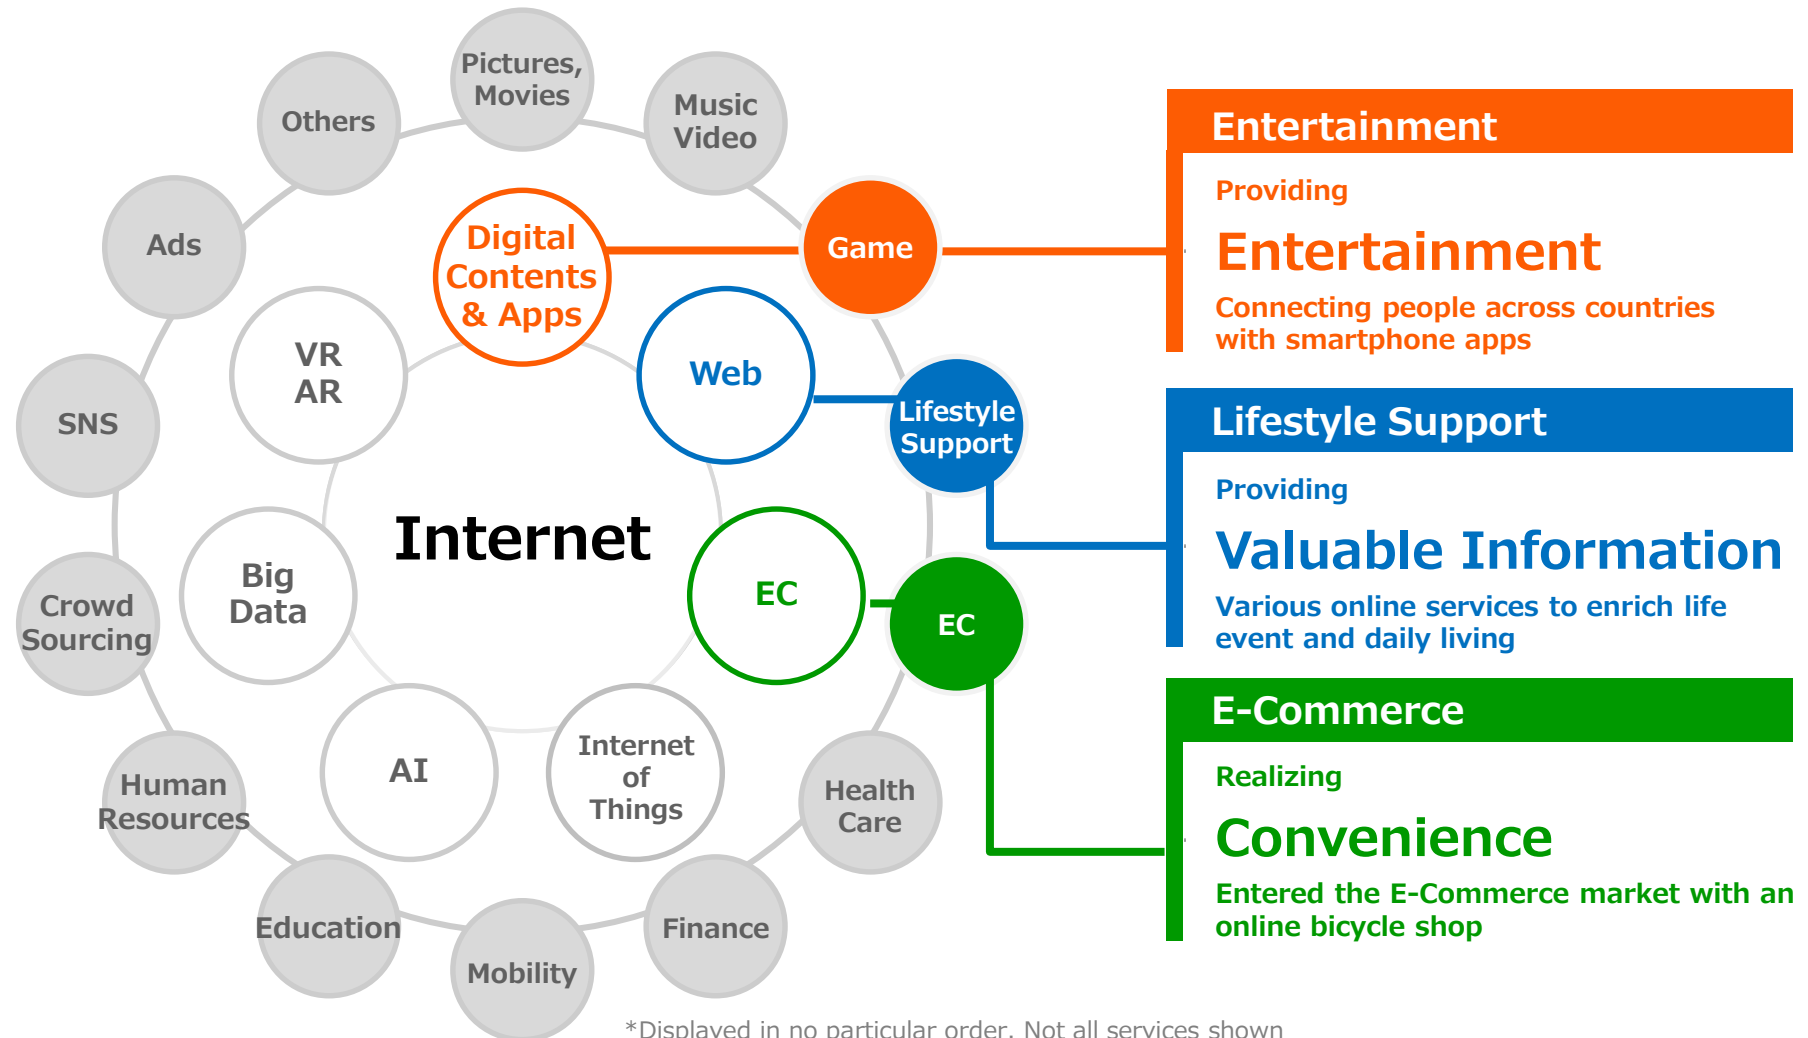 Pictures,
Movies
Others
Music
Video
Ads
Digital
Contents
& Apps
Game
VR
AR
Web
SNS
Lifestyle
Support
Internet
Big
Data
EC
EC
Crowd
Sourcing
AI
Internet
of
Things
Human
Resources
Health
Care
Education
Finance
Mobility
Entertainment
Providing
Entertainment
Connecting people across countries
with smartphone apps
Lifestyle Support
Providing
Valuable Information
Various online services to enrich life
event and daily living
E-Commerce
Realizing
Convenience
Entered the E-Commerce market with an
online bicycle shop
*Displayed in no particular order. Not all services shown